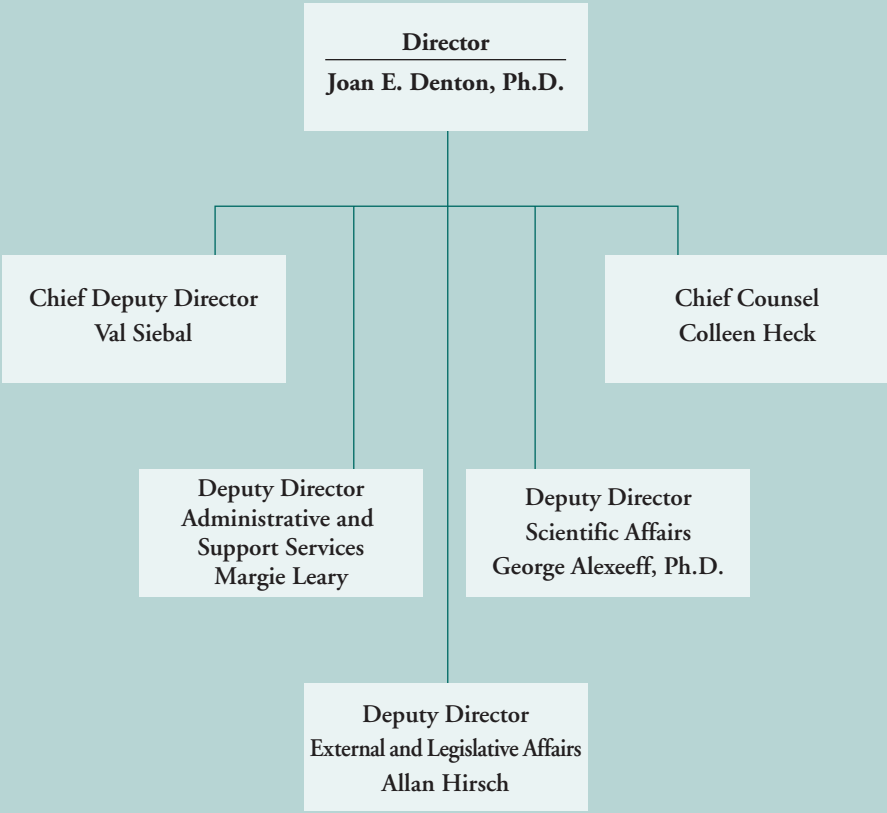 Director
Joan E. Denton, Ph.D.
Chief Deputy Director
Val Siebal
Chief Counsel
Colleen Heck
Deputy Director
Administrative and
Support Services
Margie Leary
Deputy Director
Scientific Affairs
George Alexeeff, Ph.D.
Deputy Director
External and Legislative Affairs
Allan Hirsch